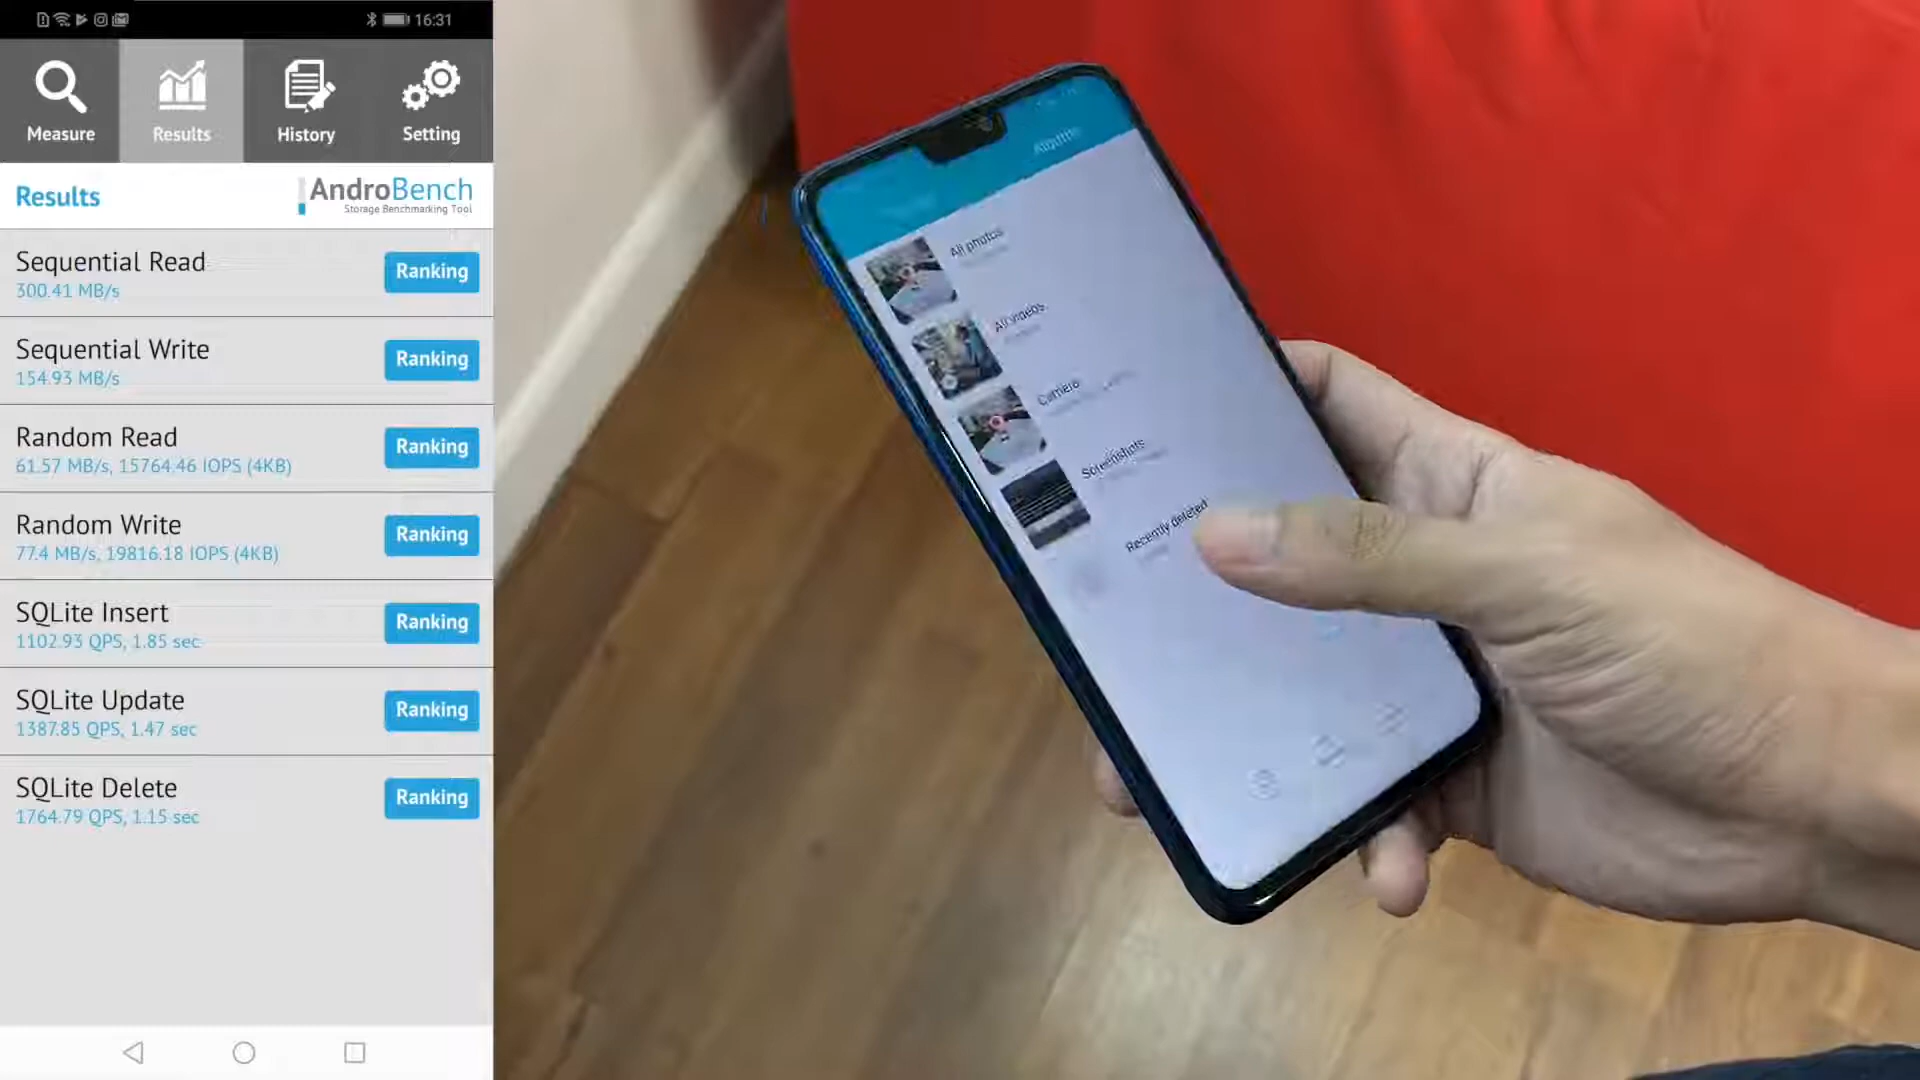 16:31
Measure
Results
History
Setting
Results
AndroBench
Storage Benchmarking Tool
Sequential Read
300.41 MB/s
Ranking
Sequential Write
154.93 MB/s
Ranking
Random Read
61.57 MB/s, 15764.46 IOPS (4KB)
Ranking
Random Write
77.4 MB/s, 19816.18 IOPS (4KB)
Ranking
SQLite Insert
1102.93 QPS, 1.85 sec
Ranking
SQLite Update
1387.85 QPS, 1.47 sec
Ranking
SQLite Delete
1764.79 QPS, 1.15 sec
Ranking
Albums
All photos
All videos
Camera
Screenshots
Recently deleted